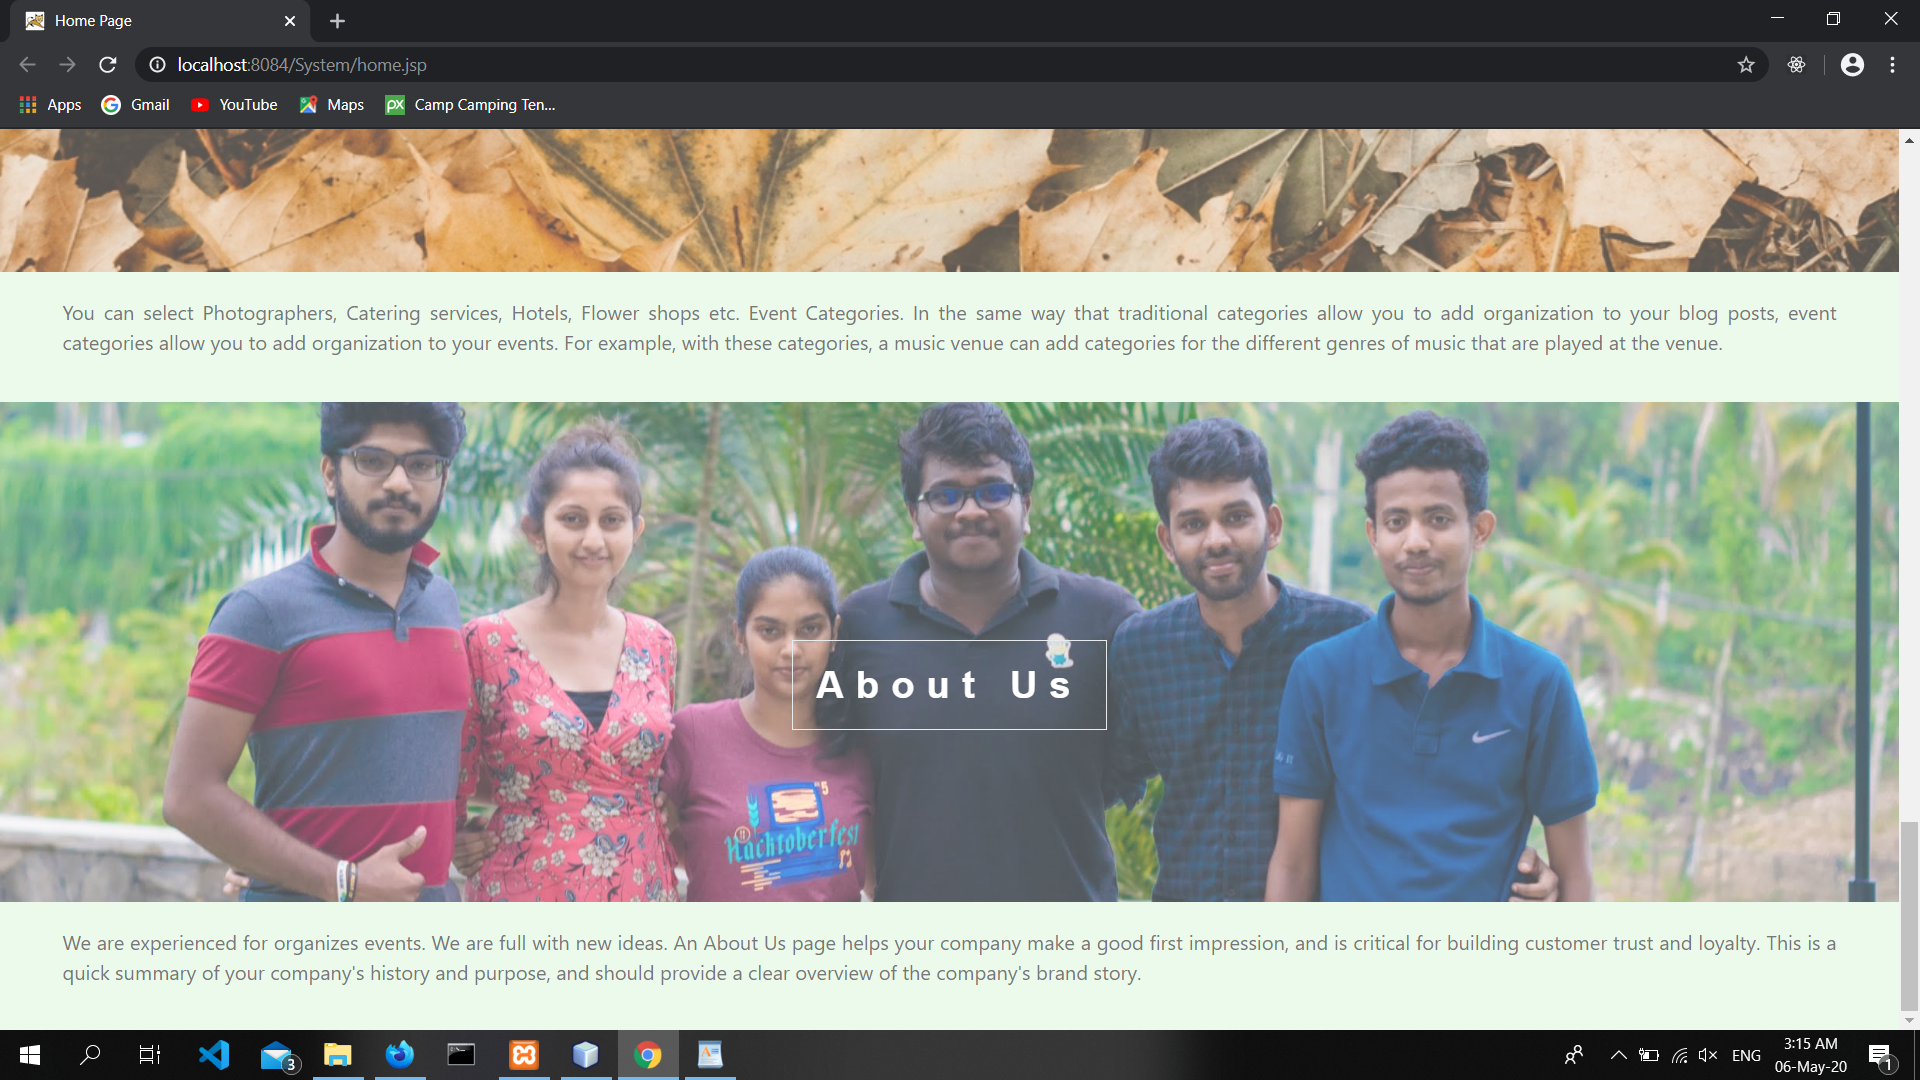 Home Page
localhost:8084/System/home.jsp
Apps Gmail YouTube Maps Camp Camping Ten...
You can select Photographers, Catering services, Hotels, Flower shops etc. Event Categories. In the same way that traditional categories allow you to add organization to your blog posts, event
categories allow you to add organization to your events. For example, with these categories, a music venue can add categories for the different genres of music that are played at the venue.
About Us
Hacktoberfest
We are experienced for organizes events. We are full with new ideas. An About Us page helps your company make a good first impression, and is critical for building customer trust and loyalty. This is a
quick summary of your company's history and purpose, and should provide a clear overview of the company's brand story.
3
ENG
3:15 AM
06-May-20
1